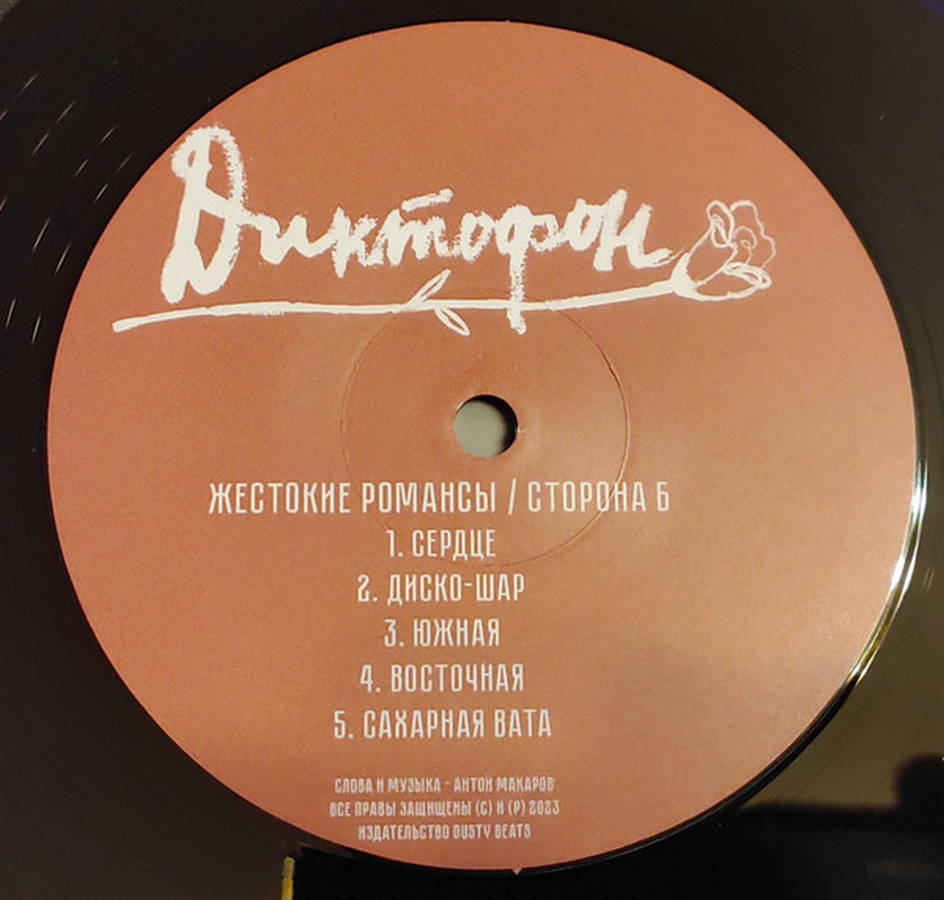 Диктофон
ЖЕСТОКИЕ РОМАНСЫ / СТОРОНА Б
1. СЕРДЦЕ
2. ДИСКО-ШАР
3. ЮЖНАЯ
4. ВОСТОЧНАЯ
5. САХАРНАЯ ВАТА
СЛОВА И МУЗЫКА - АНТОН МАКАРОВ
ВСЕ ПРАВЫ ЗАЩИЩЕНЫ (С) И (Р) 2023
ИЗДАТЕЛЬСТВО DUSTY BEATS